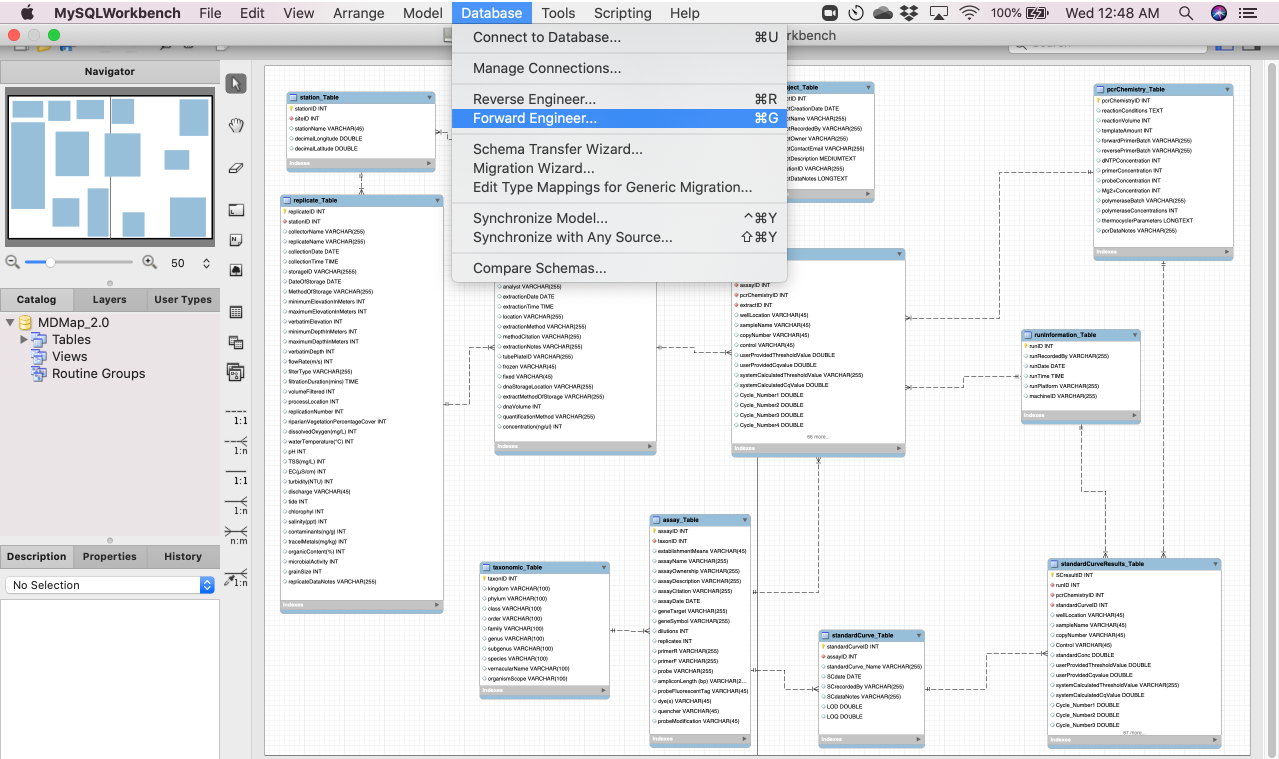 MySQLWorkbench File Edit View Arrange Model Database Tools Scripting Help 100% Wed 12:48 AM
Navigator
50
Catalog Layers User Types
MDMap_2.0
Tables
Views
Routine Groups
Description Properties History
No Selection
1:1
1:n
1:1
1:n
n:m
1:n
Connect to Database... ⌘U
Manage Connections...
Reverse Engineer... ⌘R
Forward Engineer... ⌘G
Schema Transfer Wizard...
Migration Wizard...
Edit Type Mappings for Generic Migration...
Synchronize Model... ^⌘Y
Synchronize with Any Source... ⇧⌘Y
Compare Schemas...
station_Table
stationID INT
siteID INT
stationName VARCHAR(45)
decimalLongitude DOUBLE
decimalLatitude DOUBLE
Indexes
replicate_Table
replicateID INT
stationID INT
collectorName VARCHAR(255)
replicateName VARCHAR(255)
collectionDate DATE
collectionTime TIME
storageID VARCHAR(2555)
DateOfStorage DATE
MethodOfStorage VARCHAR(255)
minimumElevationInMeters INT
maximumElevationInMeters INT
verbatimElevation INT
minimumDepthInMeters INT
maximumDepthInMeters INT
verbatimDepth INT
flowRate(m/s) INT
filterType VARCHAR(255)
filtrationDuration(mins) TIME
volumeFiltered INT
processLocation INT
replicationNumber INT
riparianVegetationPercentageCover INT
dissolvedOxygen(mg/L) INT
waterTemperature(°C) INT
pH INT
TSS(mg/L) INT
EC(µS/cm) INT
turbidity(NTU) INT
discharge VARCHAR(45)
tide INT
chlorophyl INT
salinity(ppt) INT
contaminants(ng/g) INT
traceMetals(mg/kg) INT
organicContent(%) INT
microbialActivity INT
grainSize INT
replicateDataNotes VARCHAR(255)
Indexes
analyst VARCHAR(255)
extractionDate DATE
extractionTime TIME
location VARCHAR(255)
extractionMethod VARCHAR(255)
methodCitation VARCHAR(255)
extractionNotes VARCHAR(255)
tubePlateID VARCHAR(255)
frozen VARCHAR(45)
fixed VARCHAR(45)
dnaStorageLocation VARCHAR(255)
extractMethodOfStorage VARCHAR(255)
dnaVolume INT
quantificationMethod VARCHAR(255)
concentration(ng/ul) INT
Indexes
ject_Table
ctID INT
ctCreationDate DATE
ctName VARCHAR(255)
ctRecordedBy VARCHAR(255)
ctOwner VARCHAR(255)
ctContactEmail VARCHAR(255)
ctDescription MEDIUMTEXT
ationID VARCHAR(255)
ctDataNotes LONGTEXT
assayID INT
pcrChemistryID INT
extractID INT
wellLocation VARCHAR(255)
sampleName VARCHAR(255)
copyNumber VARCHAR(45)
control VARCHAR(45)
userProvidedThresholdValue DOUBLE
userProvidedCqvalue DOUBLE
systemCalculatedThresholdValue VARCHAR(255)
systemCalculatedCqValue DOUBLE
Cycle_Number1 DOUBLE
Cycle_Number2 DOUBLE
Cycle_Number3 DOUBLE
Cycle_Number4 DOUBLE
Indexes
pcrChemistry_Table
pcrChemistryID INT
reactionConditions TEXT
reactionVolume INT
templateAmount INT
forwardPrimerBatch VARCHAR(255)
reversePrimerBatch VARCHAR(255)
dNTPConcentration INT
primerConcentration INT
probeConcentration INT
Mg2+Concentration INT
polymeraseBatch VARCHAR(255)
polymeraseConcentrations INT
thermocyclerParameters LONGTEXT
pcrDataNotes VARCHAR(255)
Indexes
runInformation_Table
runID INT
runRecordedBy VARCHAR(255)
runDate DATE
runTime TIME
runPlatform VARCHAR(255)
machineID VARCHAR(255)
Indexes
taxonomic_Table
taxonID INT
kingdom VARCHAR(100)
phylum VARCHAR(100)
class VARCHAR(100)
order VARCHAR(100)
family VARCHAR(100)
genus VARCHAR(100)
subgenus VARCHAR(100)
species VARCHAR(100)
vernacularName VARCHAR(100)
organismScope VARCHAR(100)
Indexes
assay_Table
assayID INT
taxonID INT
establishmentMeans VARCHAR(45)
assayName VARCHAR(255)
assayOwnership VARCHAR(255)
assayDescription VARCHAR(255)
assayCitation VARCHAR(255)
assayDate DATE
geneTarget VARCHAR(255)
geneSymbol VARCHAR(255)
dilutions INT
replicates INT
primerR VARCHAR(255)
primerF VARCHAR(255)
probe VARCHAR(255)
ampliconLength (bp) VARCHAR(2...
probeFluorescentTag VARCHAR(45)
dye(s) VARCHAR(45)
quencher VARCHAR(45)
probeModification VARCHAR(45)
Indexes
standardCurve_Table
standardCurveID INT
assayID INT
standardCurve_Name VARCHAR(255)
SCdate DATE
SCrecordedBy VARCHAR(255)
SCdataNotes VARCHAR(255)
LOD DOUBLE
LOQ DOUBLE
Indexes
standardCurveResults_Table
SCresultID INT
runID INT
pcrChemistryID INT
standardCurveID INT
wellLocation VARCHAR(45)
sampleName VARCHAR(45)
copyNumber VARCHAR(45)
Control VARCHAR(45)
standardConc DOUBLE
userProvidedThresholdValue DOUBLE
userProvidedCqvalue DOUBLE
systemCalculatedThresholdValue VARCHAR(255)
systemCalculatedCqValue DOUBLE
Cycle_Number1 DOUBLE
Cycle_Number2 DOUBLE
Cycle_Number3 DOUBLE
67 more...
Indexes